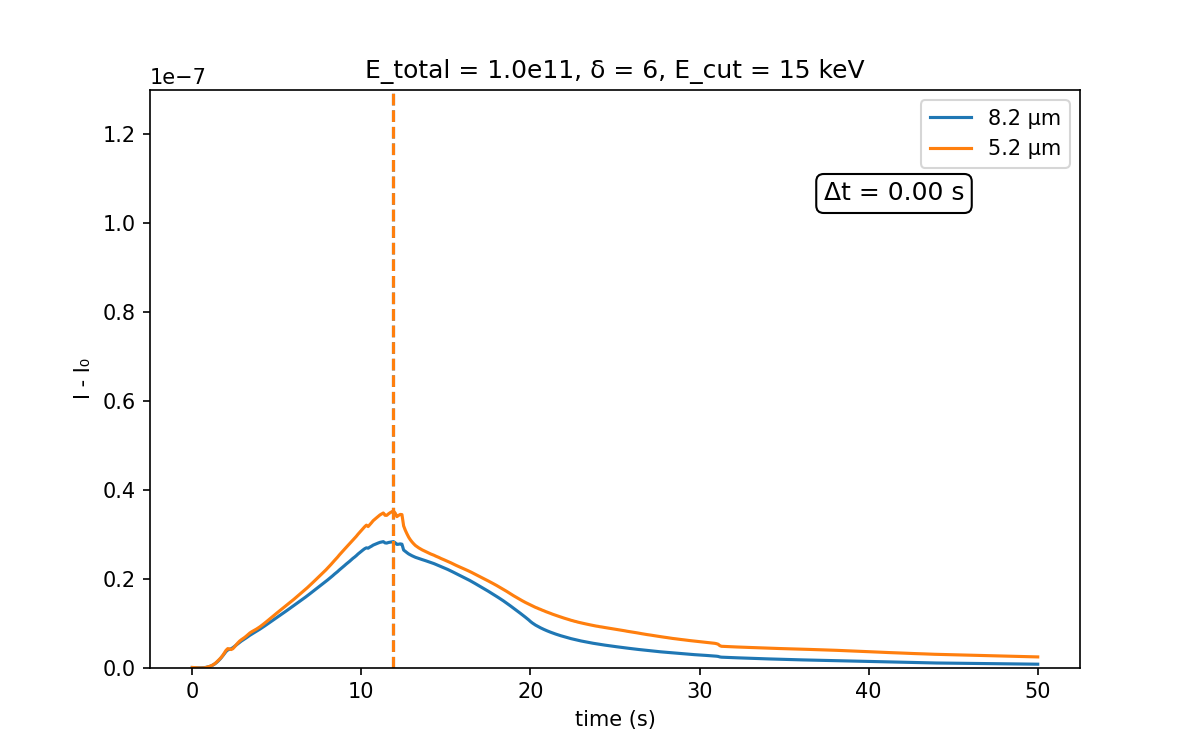 E_total = 1.0e11, δ = 6, E_cut = 15 keV
1e−7
8.2 μm
5.2 μm
Δt = 0.00 s
1.2
1.0
0.8
0.6
0.4
0.2
0.0
I - I₀
0 10 20 30 40 50
time (s)